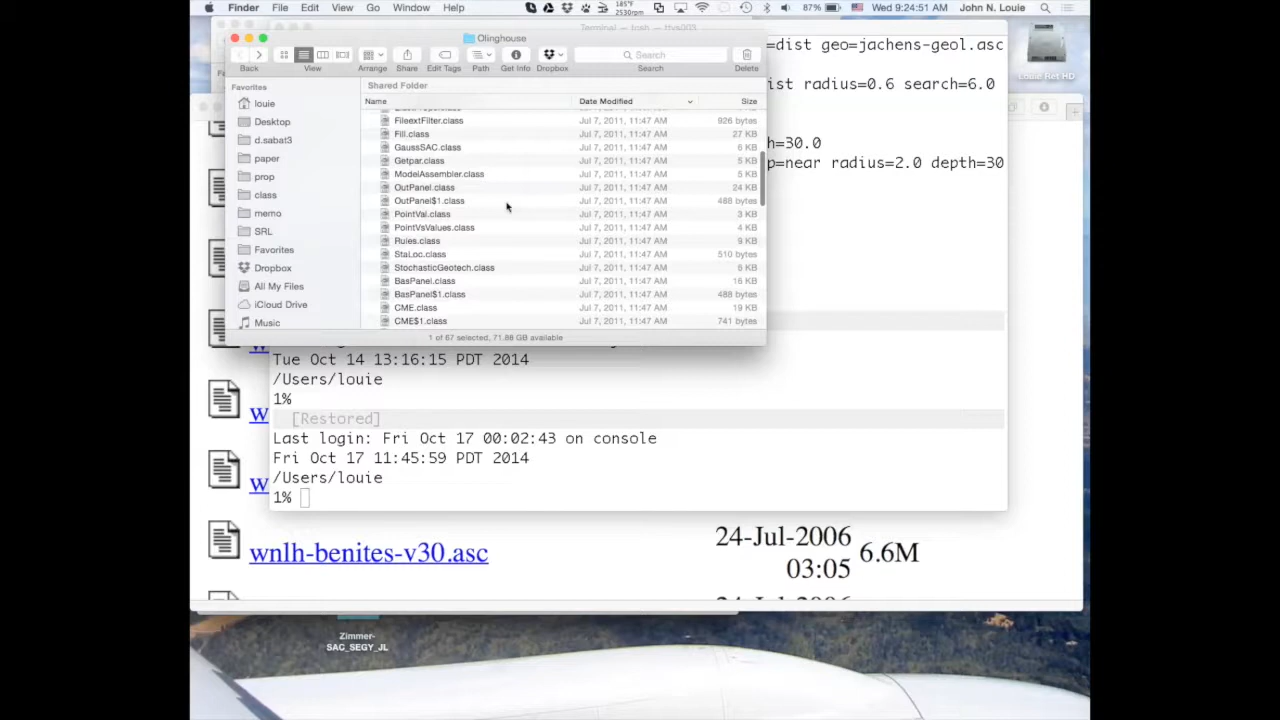 Finder File Edit View Go Window Help 185°F 2530rpm 87% Wed 9:24:51 AM John N. Louie
Terminal — tcsh — ttys003
Olinghouse
=dist geo=jachens-geol.asc
Back View Arrange Share Edit Tags Path Get Info Dropbox Search Delete
Search
Louie Ret HD
ist radius=0.6 search=6.0
h=30.0
p=near radius=2.0 depth=30
Favorites
louie
Desktop
d.sabat3
paper
prop
class
memo
SRL
Favorites
Dropbox
All My Files
iCloud Drive
Music
Shared Folder
Name Date Modified Size
FileextFilter.class Jul 7, 2011, 11:47 AM 926 bytes
Fill.class Jul 7, 2011, 11:47 AM 27 KB
GaussSAC.class Jul 7, 2011, 11:47 AM 6 KB
Getpar.class Jul 7, 2011, 11:47 AM 5 KB
ModelAssembler.class Jul 7, 2011, 11:47 AM 5 KB
OutPanel.class Jul 7, 2011, 11:47 AM 24 KB
OutPanel$1.class Jul 7, 2011, 11:47 AM 488 bytes
PointVal.class Jul 7, 2011, 11:47 AM 3 KB
PointVsValues.class Jul 7, 2011, 11:47 AM 4 KB
Rules.class Jul 7, 2011, 11:47 AM 9 KB
StaLoc.class Jul 7, 2011, 11:47 AM 510 bytes
StochasticGeotech.class Jul 7, 2011, 11:47 AM 6 KB
BasPanel.class Jul 7, 2011, 11:47 AM 16 KB
BasPanel$1.class Jul 7, 2011, 11:47 AM 488 bytes
CME.class Jul 7, 2011, 11:47 AM 19 KB
CME$1.class Jul 7, 2011, 11:47 AM 741 bytes
1 of 67 selected, 71.88 GB available
Tue Oct 14 13:16:15 PDT 2014
/Users/louie
1%
[Restored]
Last login: Fri Oct 17 00:02:43 on console
Fri Oct 17 11:45:59 PDT 2014
/Users/louie
1%
w
w
wnlh-benites-v30.asc 24-Jul-2006 03:05 6.6M
Zimmer-
SAC_SEGY_JL